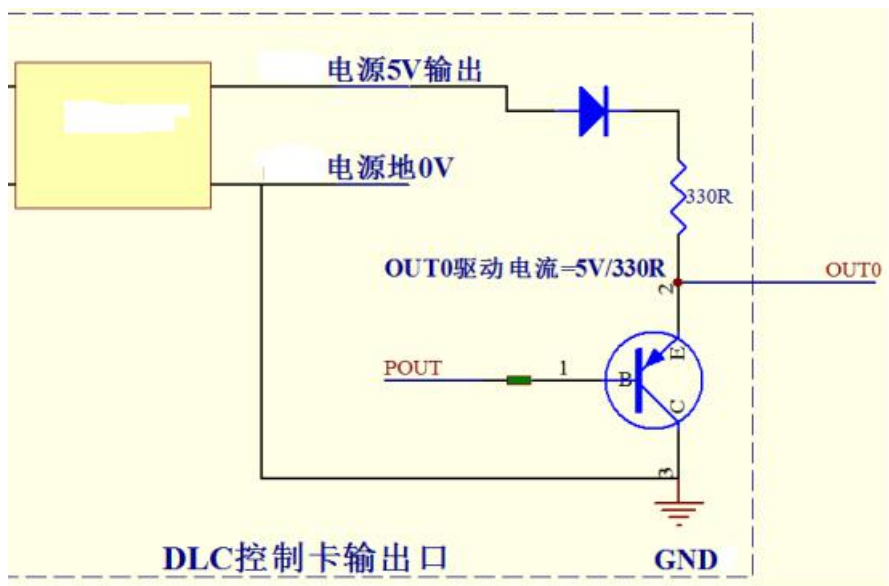 电源5V输出
电源地0V
330R
OUT0驱动电流=5V/330R
OUT0
2
E
POUT
1
B
C
3
DLC控制卡输出口
GND